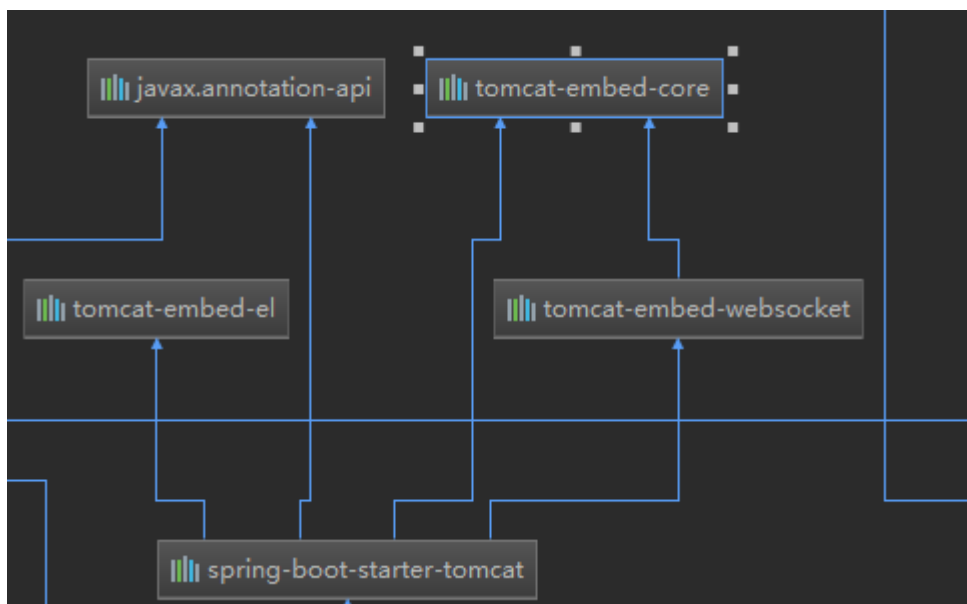 javax.annotation-api
tomcat-embed-core
tomcat-embed-el
tomcat-embed-websocket
spring-boot-starter-tomcat